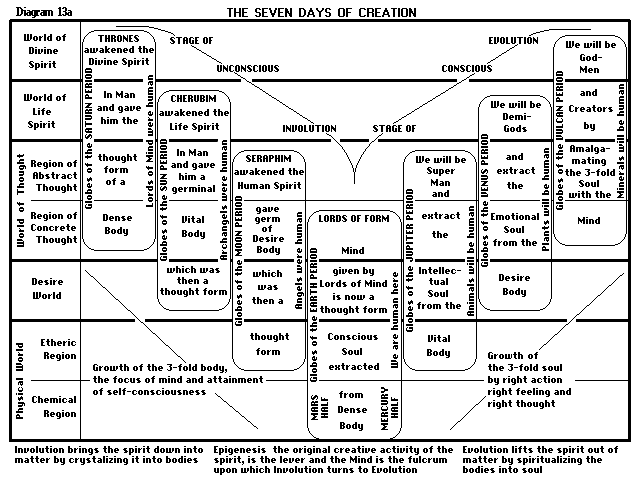 Diagram 13a
THE SEVEN DAYS OF CREATION
World of
Divine
Spirit
World of
Life
Spirit
World of Thought
Region of
Abstract
Thought
Region of
Concrete
Thought
Desire
World
Physical World
Etheric
Region
Chemical
Region
STAGE OF
UNCONSCIOUS
INVOLUTION
EVOLUTION
CONSCIOUS
STAGE OF
Globes of the SATURN PERIOD
THRONES
awakened the
Divine Spirit
In Man
and gave
him the
thought
form
of a
Dense
Body
Lords of Mind were human
Globes of the SUN PERIOD
CHERUBIM
awakened the
Life Spirit
In Man
and gave
him a
germinal
Vital
Body
which was
then a
thought form
Archangels were human
Globes of the MOON PERIOD
SERAPHIM
awakened the
Human Spirit
gave
germ
of
Desire
Body
which
was
then a
thought
form
Angels were human
Globes of the EARTH PERIOD
LORDS OF FORM
Mind
given by
Lords of Mind
is now a
thought form
Conscious
Soul
extracted
MARS
HALF
from
Dense
Body
MERCURY
HALF
We are human here
Globes of the JUPITER PERIOD
We will be
Super
Man
and
extract
the
Intellec-
tual
Soul
from the
Vital
Body
Animals will be human
Globes of the VENUS PERIOD
We will be
Demi-
Gods
and
extract
the
Emotional
Soul
from the
Desire
Body
Plants will be human
Globes of the VULCAN PERIOD
We will be
God-
Men
and
Creators
by
Amalga-
mating
the 3-fold
Soul
with the
Mind
Minerals will be human
Growth of the 3-fold body,
the focus of mind and attainment
of self-consciousness
Growth of
the 3-fold soul
by right action
right feeling and
right thought
Involution brings the spirit down into
matter by crystalizing it into bodies
Epigenesis the original creative activity of the
spirit, is the lever and the Mind is the fulcrum
upon which Involution turns to Evolution
Evolution lifts the spirit out of
matter by spiritualizing the
bodies into soul